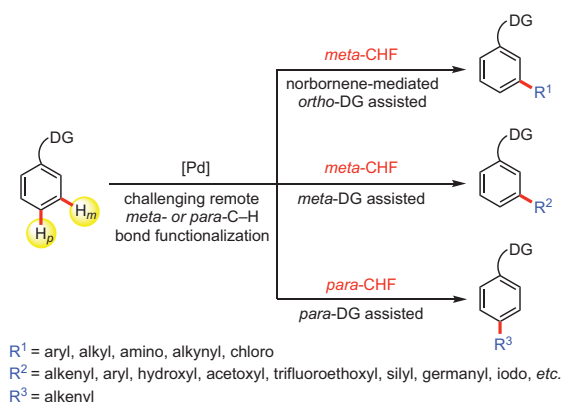 DG
meta-CHF
norbornene-mediated
ortho-DG assisted
R¹
DG
Hₘ
Hₚ
[Pd]
challenging remote
meta- or para-C–H
bond functionalization
meta-CHF
meta-DG assisted
DG
R²
para-CHF
para-DG assisted
DG
R³
R¹ = aryl, alkyl, amino, alkynyl, chloro
R² = alkenyl, aryl, hydroxyl, acetoxyl, trifluoroethoxyl, silyl, germanyl, iodo, etc.
R³ = alkenyl